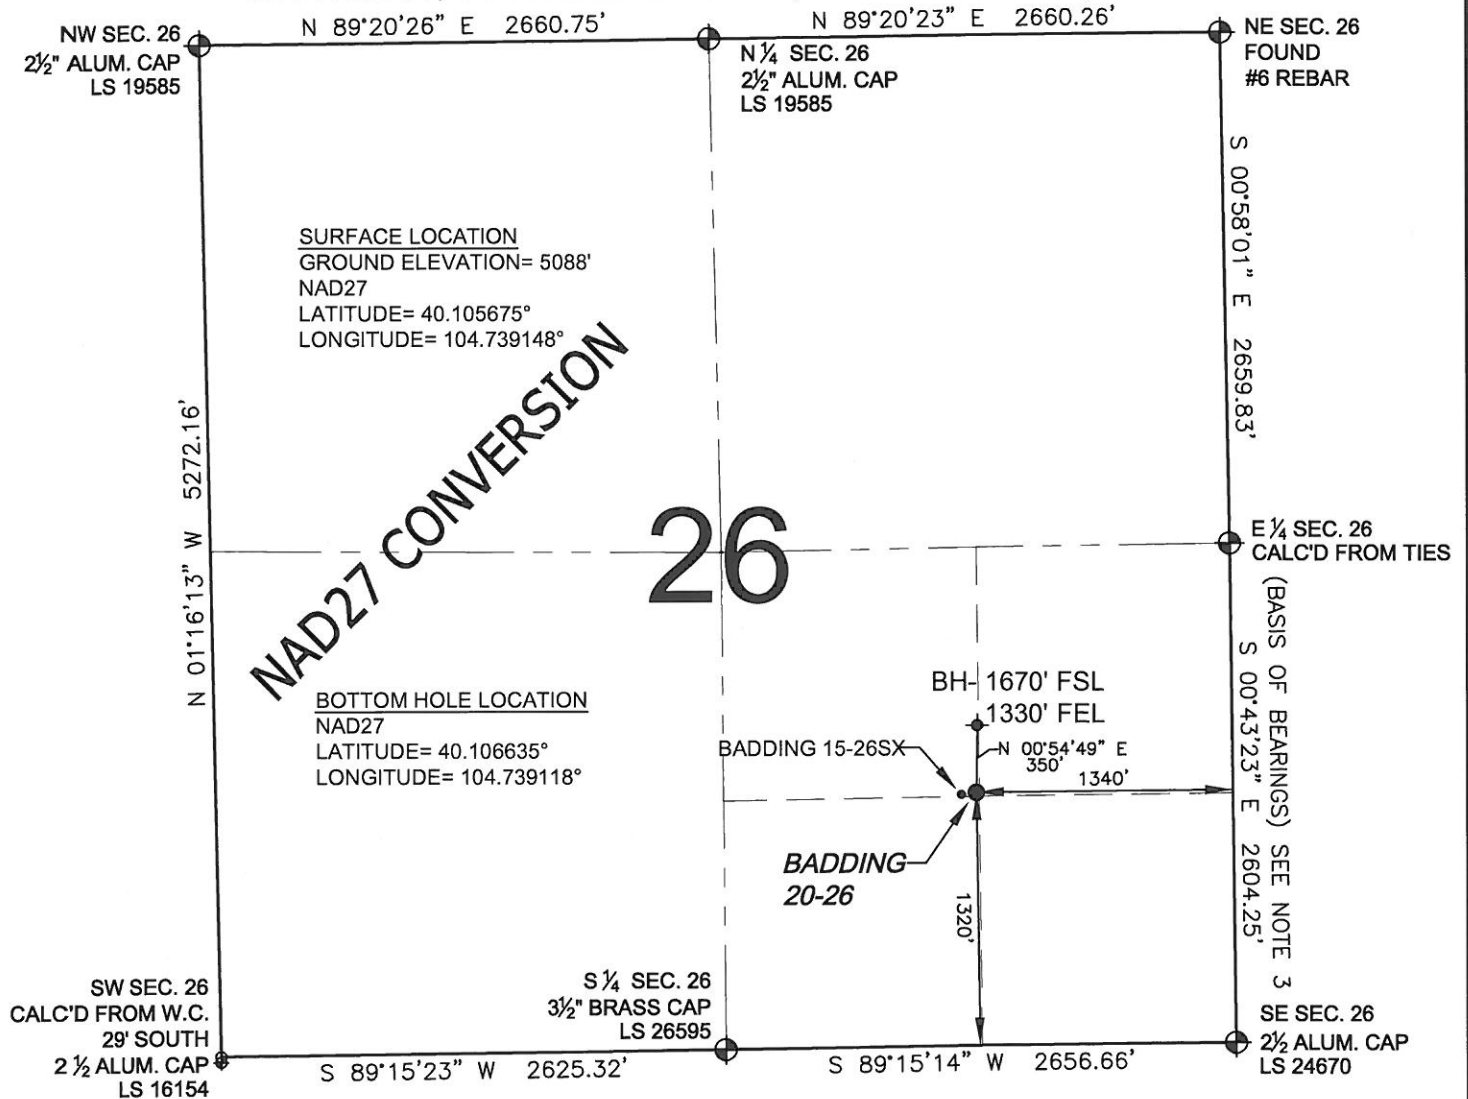 N 89°20'26" E 2660.75'
N 89°20'23" E 2660.26'
NW SEC. 26
2½" ALUM. CAP
LS 19585
N ¼ SEC. 26
2½" ALUM. CAP
LS 19585
NE SEC. 26
FOUND
#6 REBAR
S 00°58'01" E 2659.83'
SURFACE LOCATION
GROUND ELEVATION= 5088'
NAD27
LATITUDE= 40.105675°
LONGITUDE= 104.739148°
NAD27 CONVERSION
N 01°16'13" W 5272.16'
26
E ¼ SEC. 26
CALC'D FROM TIES
(BASIS OF BEARINGS) SEE NOTE 3
S 00°43'23" E 2604.25'
BOTTOM HOLE LOCATION
NAD27
LATITUDE= 40.106635°
LONGITUDE= 104.739118°
BH- 1670' FSL
1330' FEL
BADDING 15-26SX
N 00°54'49" E
350'
1340'
BADDING
20-26
1320'
SW SEC. 26
CALC'D FROM W.C.
29' SOUTH
2 ½ ALUM. CAP
LS 16154
S ¼ SEC. 26
3½" BRASS CAP
LS 26595
SE SEC. 26
2½ ALUM. CAP
LS 24670
S 89°15'23" W 2625.32'
S 89°15'14" W 2656.66'